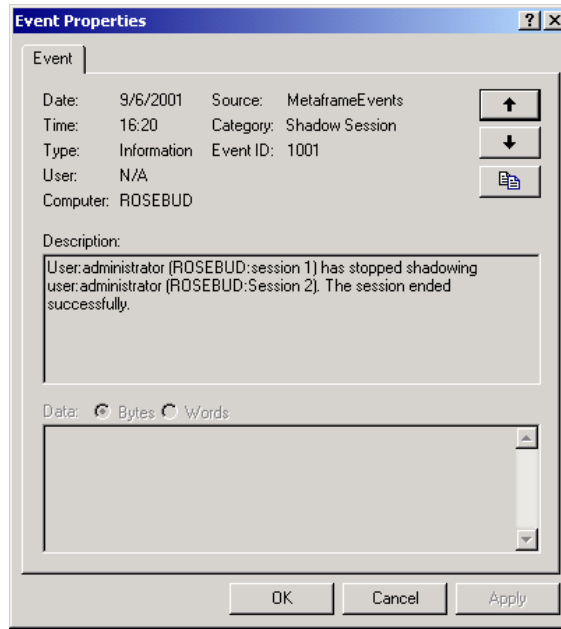 Event Properties
Event
Date: 9/6/2001 Source: MetaframeEvents
Time: 16:20 Category: Shadow Session
Type: Information Event ID: 1001
User: N/A
Computer: ROSEBUD
Description:
User:administrator (ROSEBUD:session 1) has stopped shadowing
user:administrator (ROSEBUD:Session 2). The session ended
successfully.
Data: Bytes Words
OK Cancel Apply